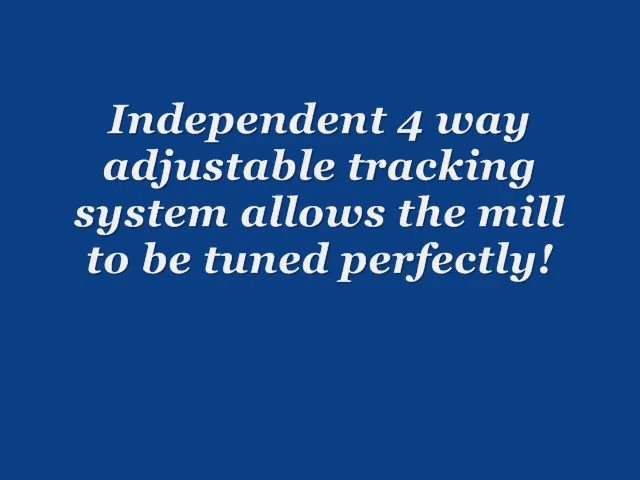 Independent 4 way
adjustable tracking
system allows the mill
to be tuned perfectly!